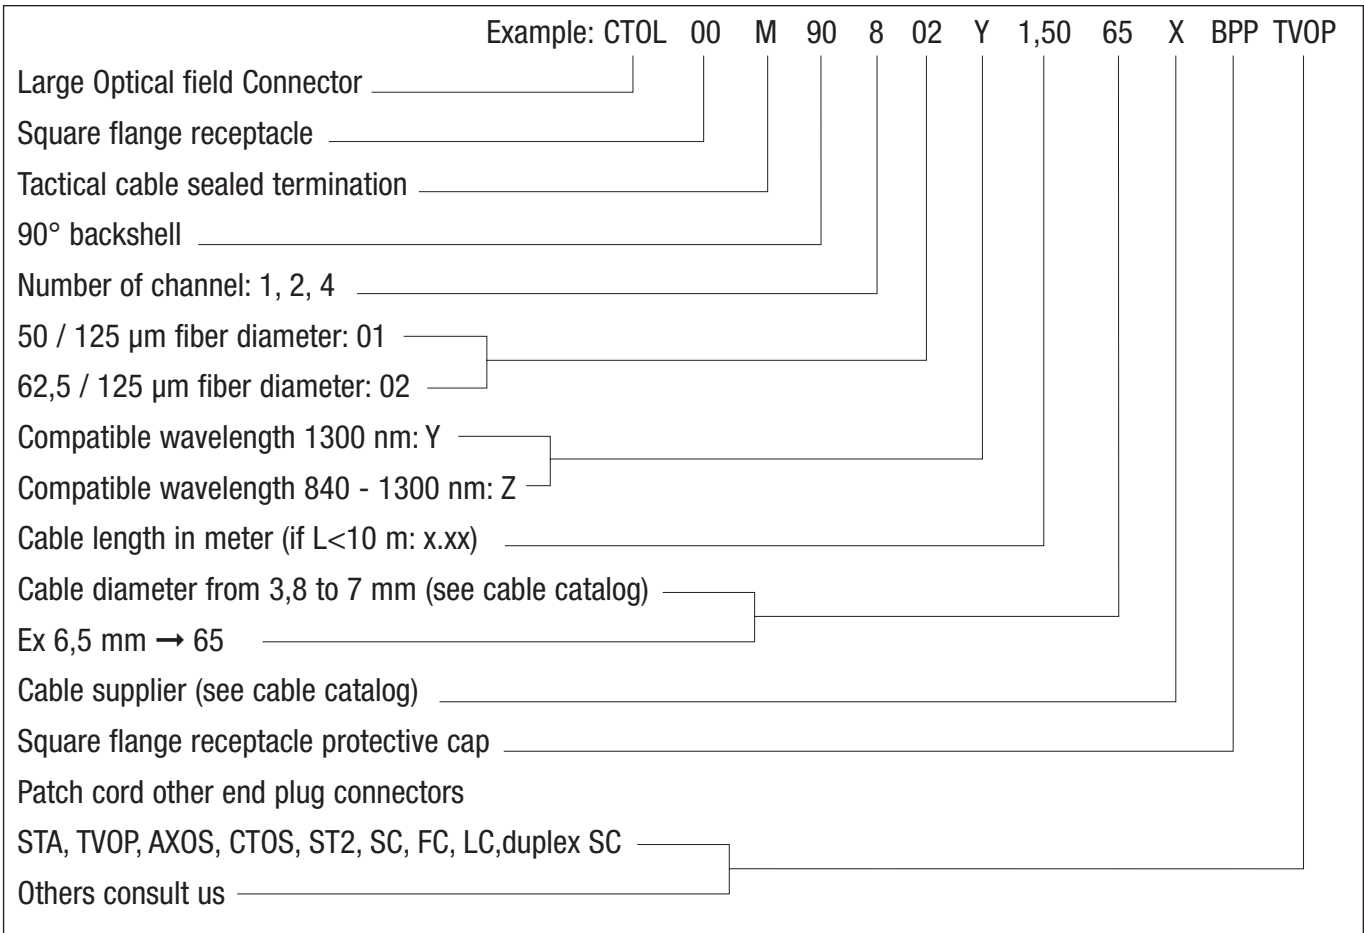 Example: CTOL 00 M 90 8 02 Y 1,50 65 X BPP TVOP
Large Optical field Connector
Square flange receptacle
Tactical cable sealed termination
90° backshell
Number of channel: 1, 2, 4
50 / 125 µm fiber diameter: 01
62,5 / 125 µm fiber diameter: 02
Compatible wavelength 1300 nm: Y
Compatible wavelength 840 - 1300 nm: Z
Cable length in meter (if L<10 m: x.xx)
Cable diameter from 3,8 to 7 mm (see cable catalog)
Ex 6,5 mm → 65
Cable supplier (see cable catalog)
Square flange receptacle protective cap
Patch cord other end plug connectors
STA, TVOP, AXOS, CTOS, ST2, SC, FC, LC,duplex SC
Others consult us